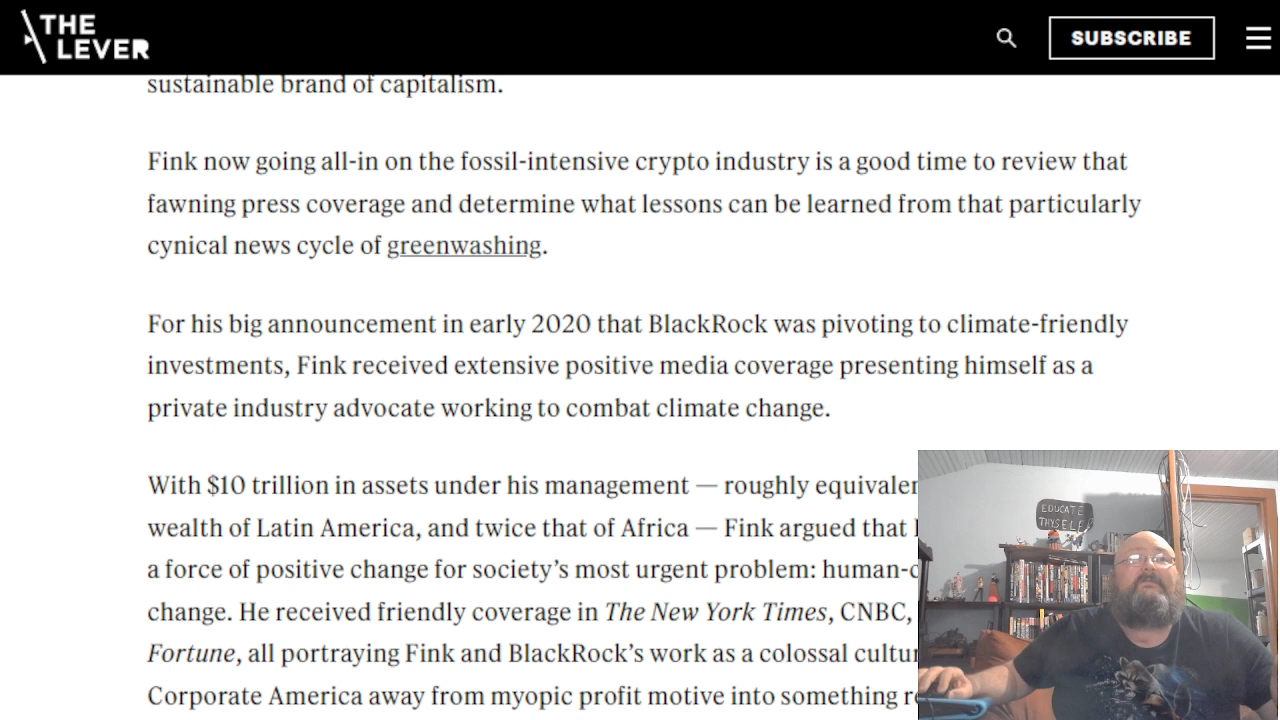 THE
LEVER
SUBSCRIBE
sustainable brand of capitalism.
Fink now going all-in on the fossil-intensive crypto industry is a good time to review that
fawning press coverage and determine what lessons can be learned from that particularly
cynical news cycle of greenwashing.
For his big announcement in early 2020 that BlackRock was pivoting to climate-friendly
investments, Fink received extensive positive media coverage presenting himself as a
private industry advocate working to combat climate change.
With $10 trillion in assets under his management — roughly
wealth of Latin America, and twice that of Africa — Fink argued that
a force of positive change for society’s most urgent problem:
change. He received friendly coverage in The New York Times, CNBC,
Fortune, all portraying Fink and BlackRock’s work as a colossal
Corporate America away from myopic profit motive into something
EDUCATE
THYSELF